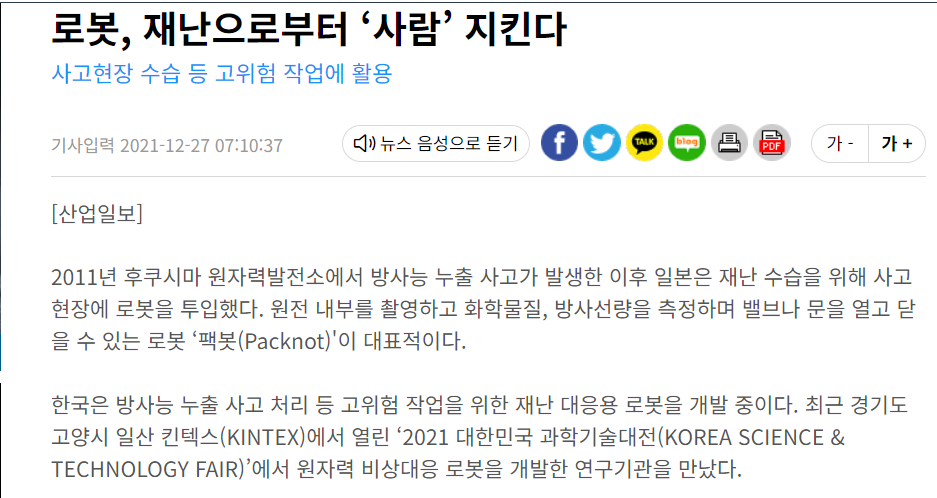 로봇, 재난으로부터 ‘사람’ 지킨다
사고현장 수습 등 고위험 작업에 활용
기사입력 2021-12-27 07:10:37
뉴스 음성으로 듣기
f
TALK
blog
PDF
가 -
가 +
[산업일보]
2011년 후쿠시마 원자력발전소에서 방사능 누출 사고가 발생한 이후 일본은 재난 수습을 위해 사고
현장에 로봇을 투입했다. 원전 내부를 촬영하고 화학물질, 방사선량을 측정하며 밸브나 문을 열고 닫
을 수 있는 로봇 ‘팩봇(Packnot)'이 대표적이다.
한국은 방사능 누출 사고 처리 등 고위험 작업을 위한 재난 대응용 로봇을 개발 중이다. 최근 경기도
고양시 일산 킨텍스(KINTEX)에서 열린 ‘2021 대한민국 과학기술대전(KOREA SCIENCE &
TECHNOLOGY FAIR)’에서 원자력 비상대응 로봇을 개발한 연구기관을 만났다.